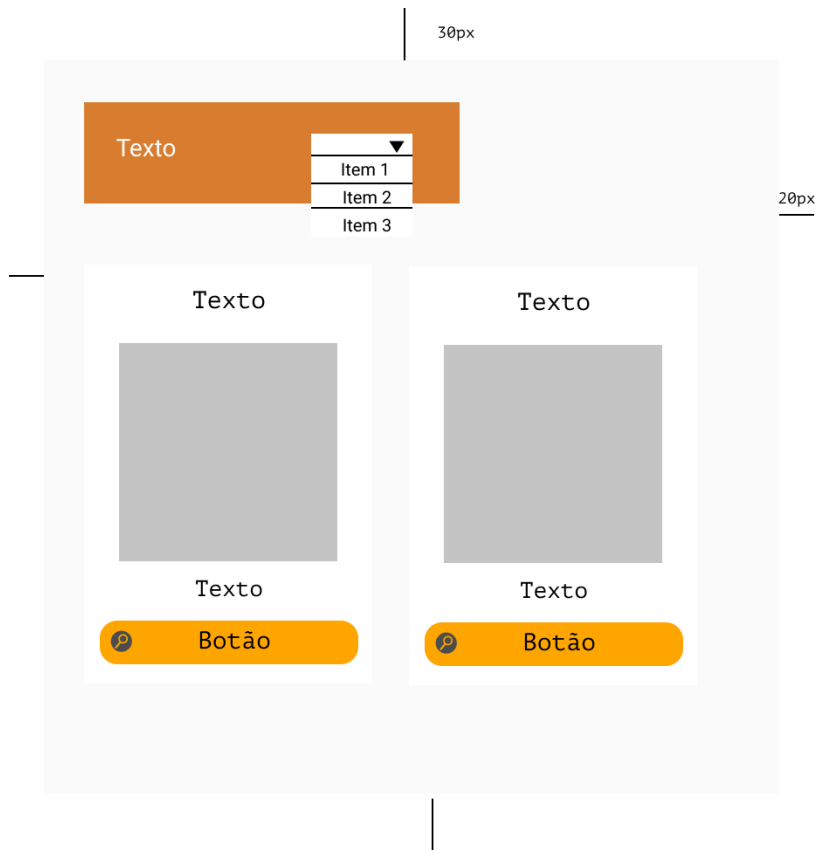 30px
Texto
Item 1
Item 2
Item 3
20px
Texto
Texto
Botão
Texto
Texto
Botão